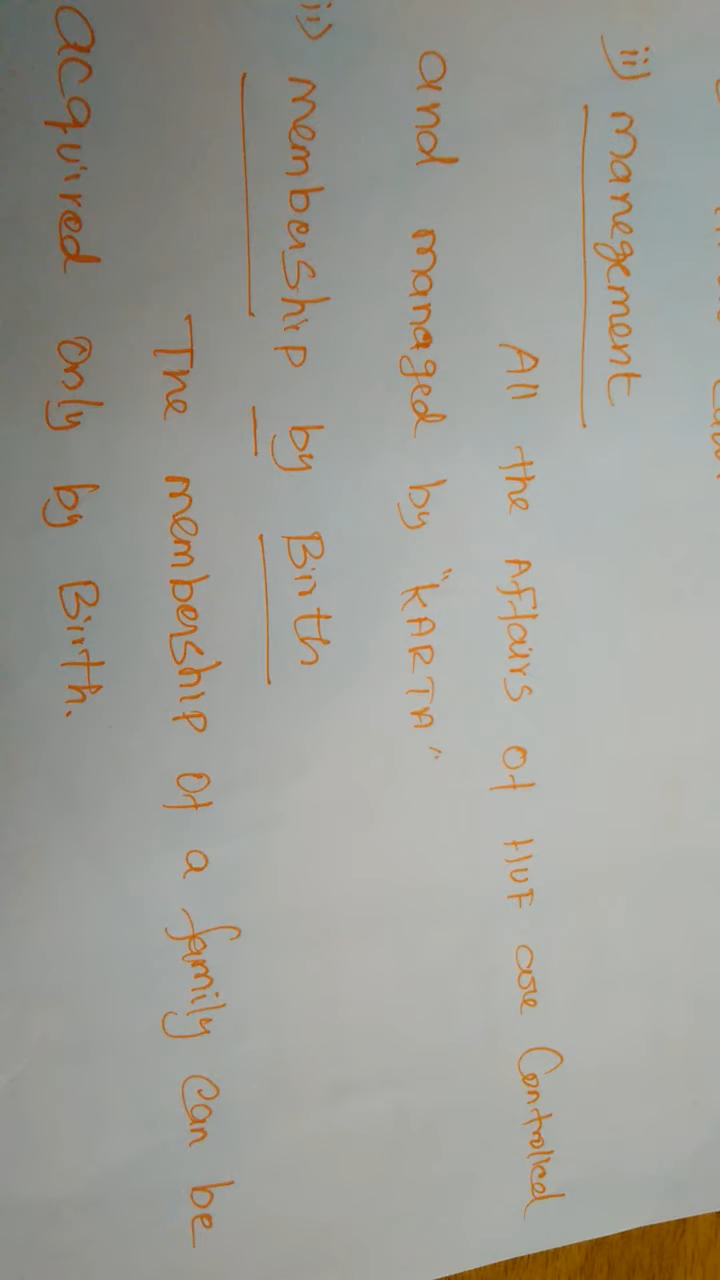 ii) manegement
All the Affairs of HUF are Controlled
and managed by "KARTA"
ii) membership by Birth
The membership of a family can be
acquired only by Birth.